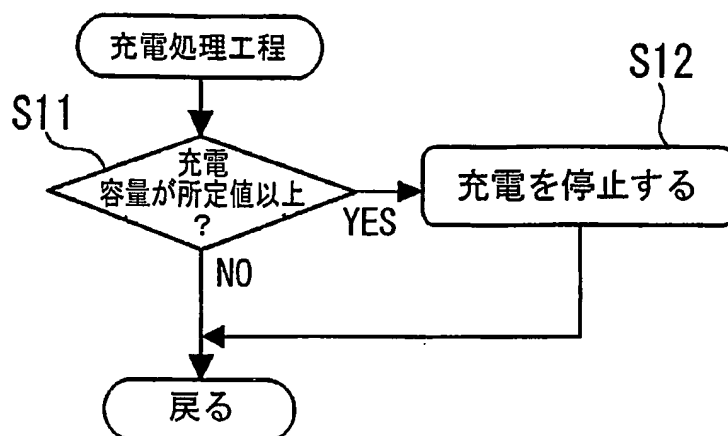 充電処理工程
S11
充電
容量が所定値以上
?
YES
S12
充電を停止する
NO
戻る